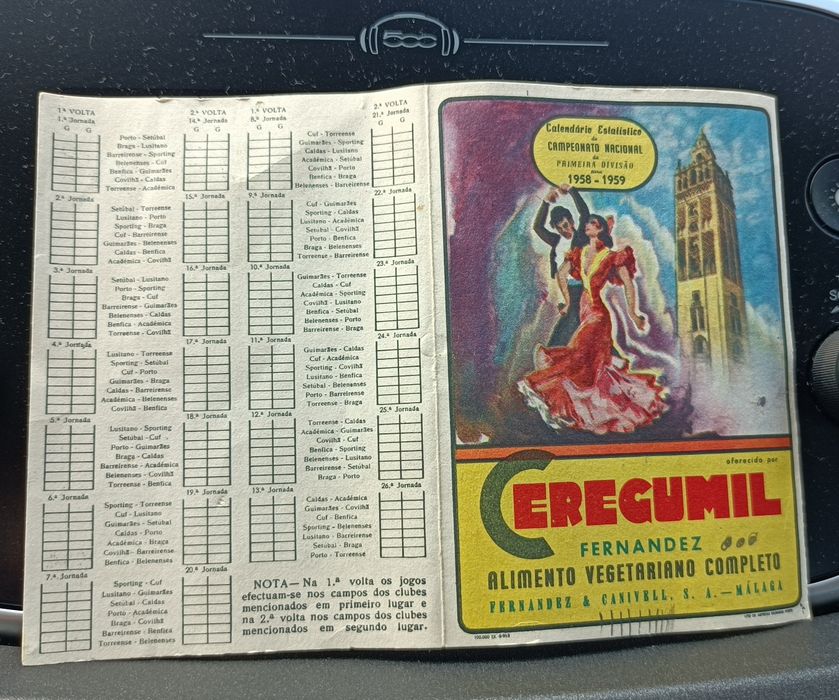 500
1.ª VOLTA
1.ª Jornada
G G
2.ª VOLTA
14.ª Jornada
G G
Porto - Setúbal
Braga - Lusitano
Barreirense - Sporting
Belenenses - Cuf
Benfica - Guimarães
Caldas - Covilhã
Torreense - Académica
2.ª Jornada
15.ª Jornada
Setúbal - Torreense
Lusitano - Porto
Sporting - Braga
Cuf - Barreirense
Guimarães - Belenenses
Caldas - Benfica
Académica - Covilhã
3.ª Jornada
16.ª Jornada
Setúbal - Lusitano
Porto - Sporting
Braga - Cuf
Barreirense - Guimarães
Belenenses - Caldas
Benfica - Académica
Torreense - Covilhã
4.ª Jornada
17.ª Jornada
Lusitano - Torreense
Sporting - Setúbal
Cuf - Porto
Guimarães - Braga
Caldas - Barreirense
Académica - Belenenses
Covilhã - Benfica
5.ª Jornada
18.ª Jornada
Lusitano - Sporting
Setúbal - Cuf
Porto - Guimarães
Braga - Caldas
Barreirense - Académica
Belenenses - Covilhã
Torreense - Benfica
6.ª Jornada
19.ª Jornada
Sporting - Torreense
Cuf - Lusitano
Guimarães - Setúbal
Caldas - Porto
Académica - Braga
Covilhã - Barreirense
Benfica - Belenenses
7.ª Jornada
20.ª Jornada
Sporting - Cuf
Lusitano - Guimarães
Setúbal - Caldas
Porto - Académica
Braga - Covilhã
Barreirense - Benfica
Torreense - Belenenses
1.ª VOLTA
8.ª Jornada
G G
2.ª VOLTA
21.ª Jornada
G G
Cuf - Torreense
Guimarães - Sporting
Caldas - Lusitano
Académica - Setúbal
Covilhã - Porto
Benfica - Braga
Belenenses - Barreirense
9.ª Jornada
22.ª Jornada
Cuf - Guimarães
Sporting - Caldas
Lusitano - Académica
Setúbal - Covilhã
Porto - Benfica
Braga - Belenenses
Torreense - Barreirense
10.ª Jornada
23.ª Jornada
Guimarães - Torreense
Caldas - Cuf
Académica - Sporting
Covilhã - Lusitano
Benfica - Setúbal
Belenenses - Porto
Barreirense - Braga
11.ª Jornada
24.ª Jornada
Guimarães - Caldas
Cuf - Académica
Sporting - Covilhã
Lusitano - Benfica
Setúbal - Belenenses
Porto - Barreirense
Torreense - Braga
12.ª Jornada
25.ª Jornada
Torreense - Caldas
Académica - Guimarães
Covilhã - Cuf
Benfica - Sporting
Belenenses - Lusitano
Barreirense - Setúbal
Braga - Porto
13.ª Jornada
26.ª Jornada
Caldas - Académica
Guimarães - Covilhã
Cuf - Benfica
Sporting - Belenenses
Lusitano - Barreirense
Setúbal - Braga
Porto - Torreense
NOTA — Na 1.ª volta os jogos
efectuam-se nos campos dos clubes
mencionados em primeiro lugar e
na 2.ª volta nos campos dos clubes
mencionados em segundo lugar.
Calendário Estatístico
do
CAMPEONATO NACIONAL
da
PRIMEIRA DIVISÃO
para
1958 - 1959
oferecido por
CEREGUMIL
FERNANDEZ
ALIMENTO VEGETARIANO COMPLETO
FERNANDEZ & CANIVELL, S. A. — MÁLAGA